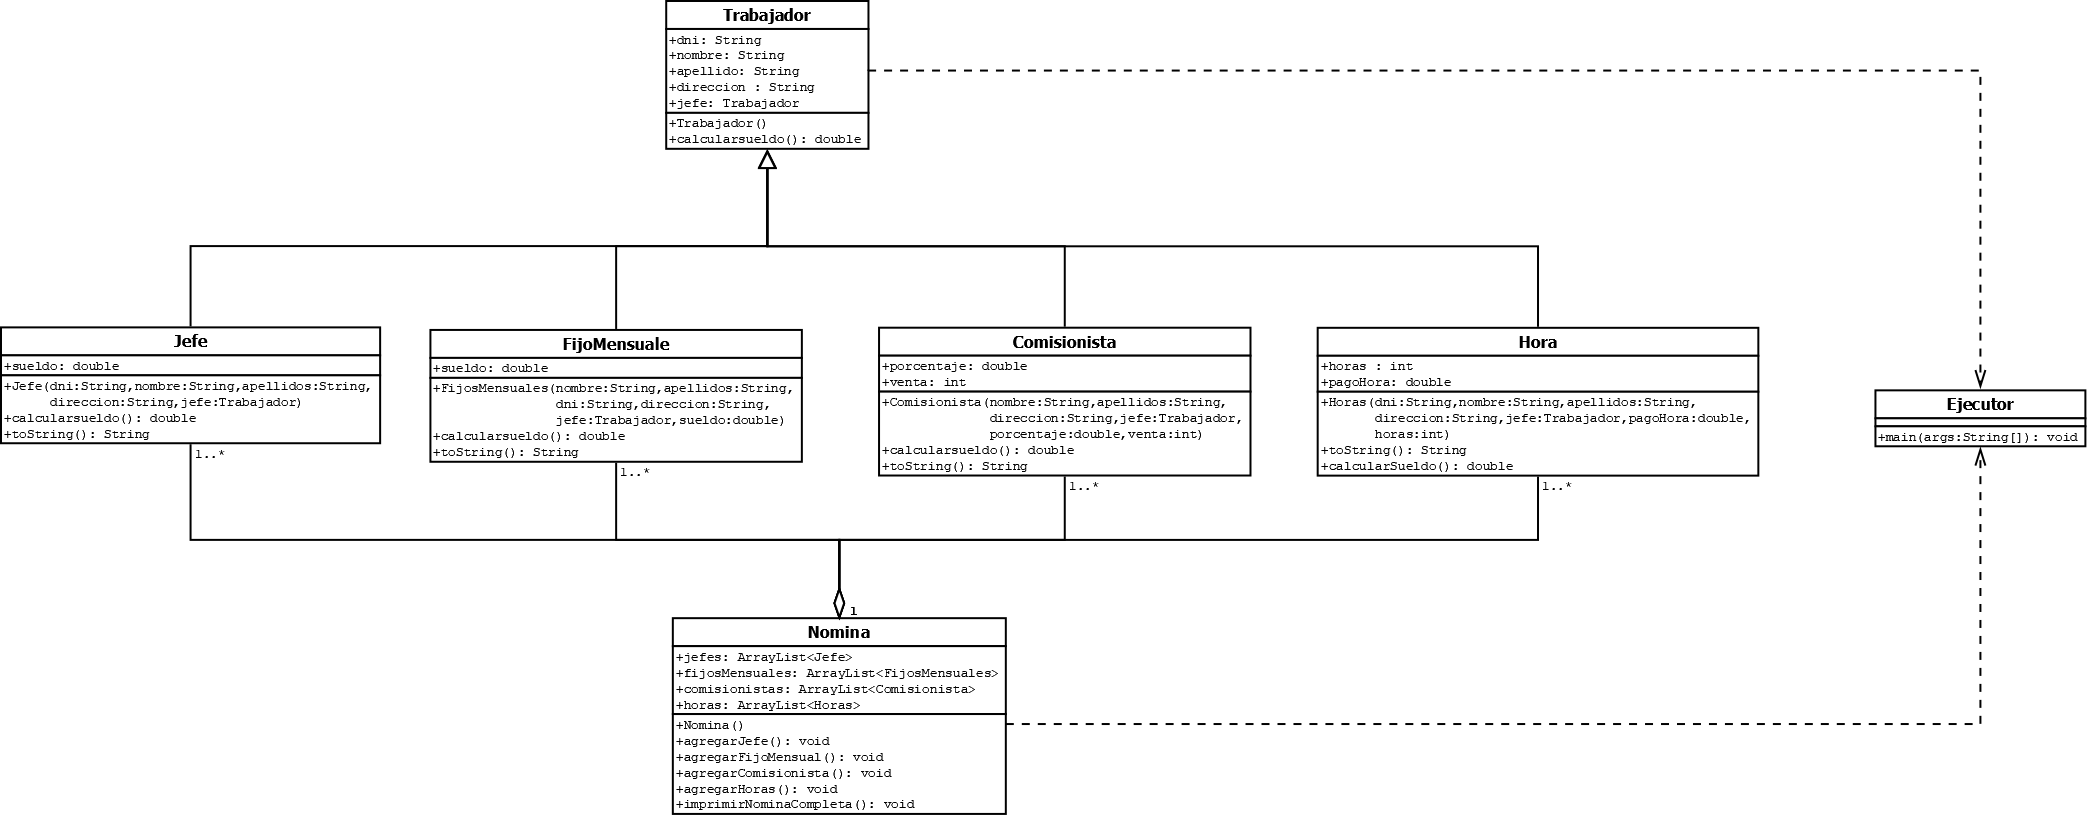 Trabajador
+dni: String
+nombre: String
+apellido: String
+direccion : String
+jefe: Trabajador
+Trabajador()
+calcularsueldo(): double
Jefe
+sueldo: double
+Jefe(dni:String,nombre:String,apellidos:String,
direccion:String,jefe:Trabajador)
+calcularsueldo(): double
+toString(): String
1..*
FijoMensuale
+sueldo: double
+FijosMensuales(nombre:String,apellidos:String,
dni:String,direccion:String,
jefe:Trabajador,sueldo:double)
+calcularsueldo(): double
+toString(): String
1..*
Comisionista
+porcentaje: double
+venta: int
+Comisionista(nombre:String,apellidos:String,
direccion:String,jefe:Trabajador,
porcentaje:double,venta:int)
+calcularsueldo(): double
+toString(): String
1..*
Hora
+horas : int
+pagoHora: double
+Horas(dni:String,nombre:String,apellidos:String,
direccion:String,jefe:Trabajador,pagoHora:double,
horas:int)
+toString(): String
+calcularSueldo(): double
1..*
Ejecutor
+main(args:String[]): void
1
Nomina
+jefes: ArrayList<Jefe>
+fijosMensuales: ArrayList<FijosMensuales>
+comisionistas: ArrayList<Comisionista>
+horas: ArrayList<Horas>
+Nomina()
+agregarJefe(): void
+agregarFijoMensual(): void
+agregarComisionista(): void
+agregarHoras(): void
+imprimirNominaCompleta(): void